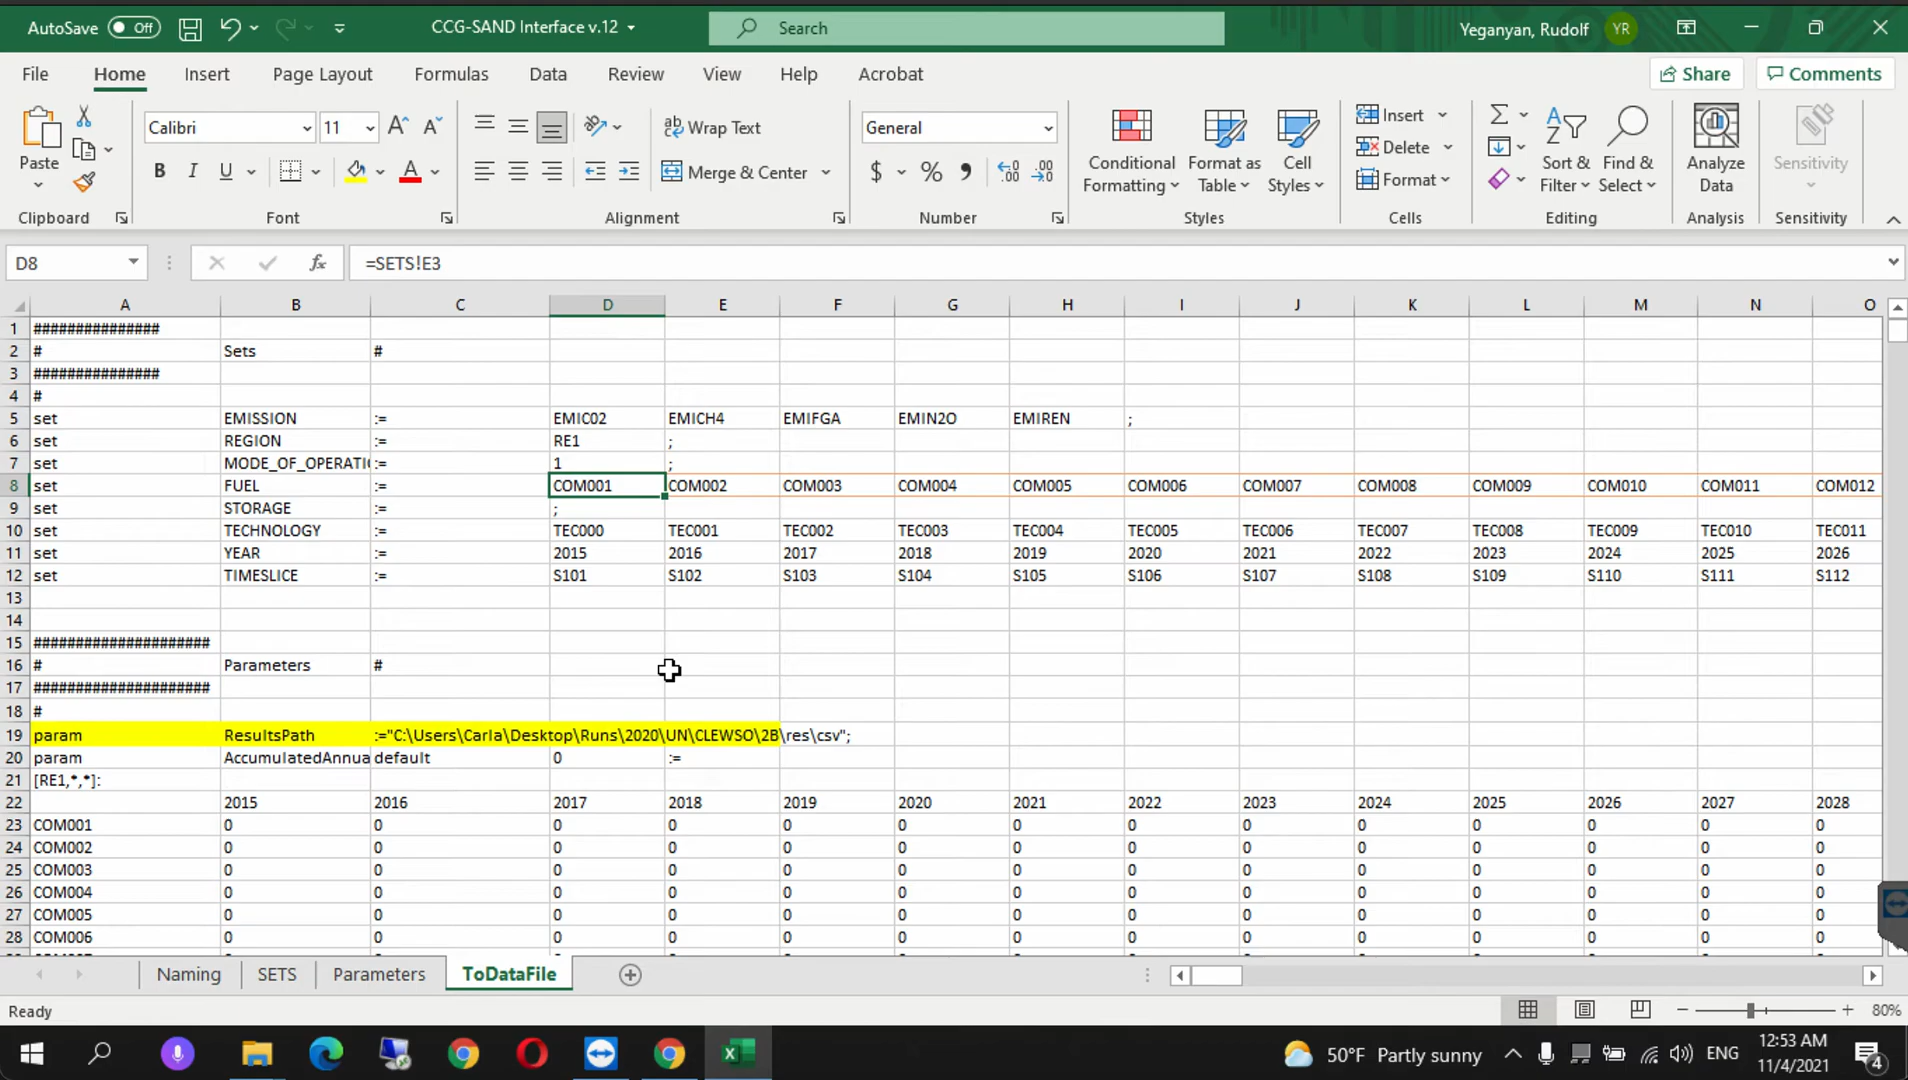 AutoSave Off CCG-SAND Interface v.12 Search Yeganyan, Rudolf YR
File Home Insert Page Layout Formulas Data Review View Help Acrobat Share Comments
Calibri 11 Wrap Text General Insert
Paste Conditional Format as Cell Delete Sort & Find & Analyze Sensitivity
B I U Merge & Center $ % Formatting Table Styles Format Filter Select Data
Clipboard Font Alignment Number Styles Cells Editing Analysis Sensitivity
D8 fx =SETS!E3
A B C D E F G H I J K L M N O
1 ###############
2 # Sets #
3 ###############
4 #
5 set EMISSION := EMIC02 EMICH4 EMIFGA EMIN2O EMIREN ;
6 set REGION := RE1 ;
7 set MODE_OF_OPERATI := 1 ;
8 set FUEL := COM001 COM002 COM003 COM004 COM005 COM006 COM007 COM008 COM009 COM010 COM011 COM012
9 set STORAGE := ;
10 set TECHNOLOGY := TEC000 TEC001 TEC002 TEC003 TEC004 TEC005 TEC006 TEC007 TEC008 TEC009 TEC010 TEC011
11 set YEAR := 2015 2016 2017 2018 2019 2020 2021 2022 2023 2024 2025 2026
12 set TIMESLICE := S101 S102 S103 S104 S105 S106 S107 S108 S109 S110 S111 S112
13
14
15 #####################
16 # Parameters #
17 #####################
18 #
19 param ResultsPath :="C:\Users\Carla\Desktop\Runs\2020\UN\CLEWSO\2B\res\csv";
20 param AccumulatedAnnua default 0 :=
21 [RE1,*,*]:
22 2015 2016 2017 2018 2019 2020 2021 2022 2023 2024 2025 2026 2027 2028
23 COM001 0 0 0 0 0 0 0 0 0 0 0 0 0 0
24 COM002 0 0 0 0 0 0 0 0 0 0 0 0 0 0
25 COM003 0 0 0 0 0 0 0 0 0 0 0 0 0 0
26 COM004 0 0 0 0 0 0 0 0 0 0 0 0 0 0
27 COM005 0 0 0 0 0 0 0 0 0 0 0 0 0 0
28 COM006 0 0 0 0 0 0 0 0 0 0 0 0 0 0
Naming SETS Parameters ToDataFile
Ready 80%
50°F Partly sunny ENG 12:53 AM
11/4/2021 4